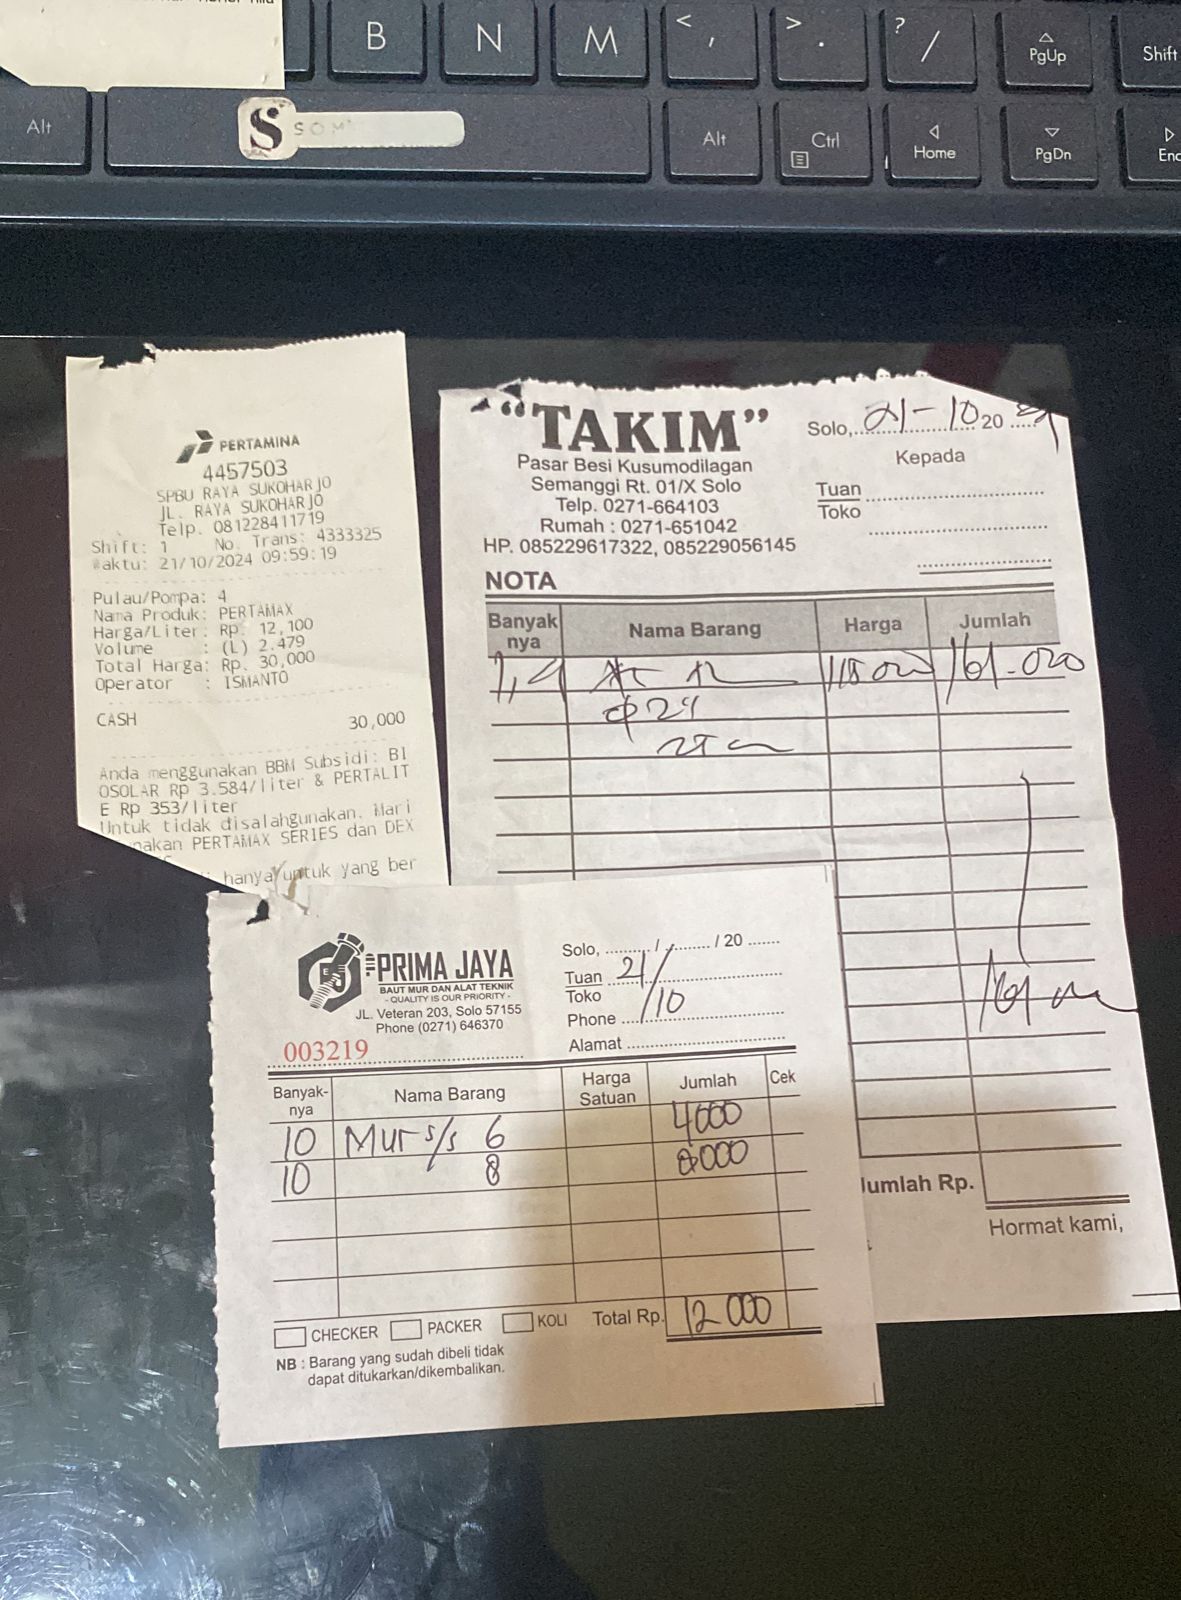 B N M < , > . ? / PgUp Shift
Alt S SOM Alt Ctrl Home PgDn
PERTAMINA
4457503
SPBU RAYA SUKOHARJO
JL. RAYA SUKOHARJO
Telp. 081228411719
Shift: 1 No. Trans: 4333325
Waktu: 21/10/2024 09:59:19
Pulau/Pompa: 4
Nama Produk: PERTAMAX
Harga/Liter : Rp. 12,100
Volume : (L) 2.479
Total Harga: Rp. 30,000
Operator : ISMANTO
CASH 30,000
Anda menggunakan BBM Subsidi: BI
OSOLAR Rp 3.584/liter & PERTALIT
E Rp 353/liter
Untuk tidak disalahgunakan. Mari
nakan PERTAMAX SERIES dan DEX
hanya untuk yang ber
"TAKIM"
Pasar Besi Kusumodilagan
Semanggi Rt. 01/X Solo
Telp. 0271-664103
Rumah : 0271-651042
HP. 085229617322, 085229056145
Solo, 21-10 20
Kepada
Tuan
Toko
NOTA
Banyak nya Nama Barang Harga Jumlah
1,4 161.000
Jumlah Rp.
Hormat kami,
PRIMA JAYA
BAUT MUR DAN ALAT TEKNIK
- QUALITY IS OUR PRIORITY -
JL. Veteran 203, Solo 57155
Phone (0271) 646370
003219
Solo, / / 20
Tuan 21/
Toko
Phone /10
Alamat
Banyak-nya Nama Barang Harga Satuan Jumlah Cek
10 Mur s/s 6 4000
10 8 8000
CHECKER PACKER KOLI Total Rp. 12 000
NB : Barang yang sudah dibeli tidak
dapat ditukarkan/dikembalikan.